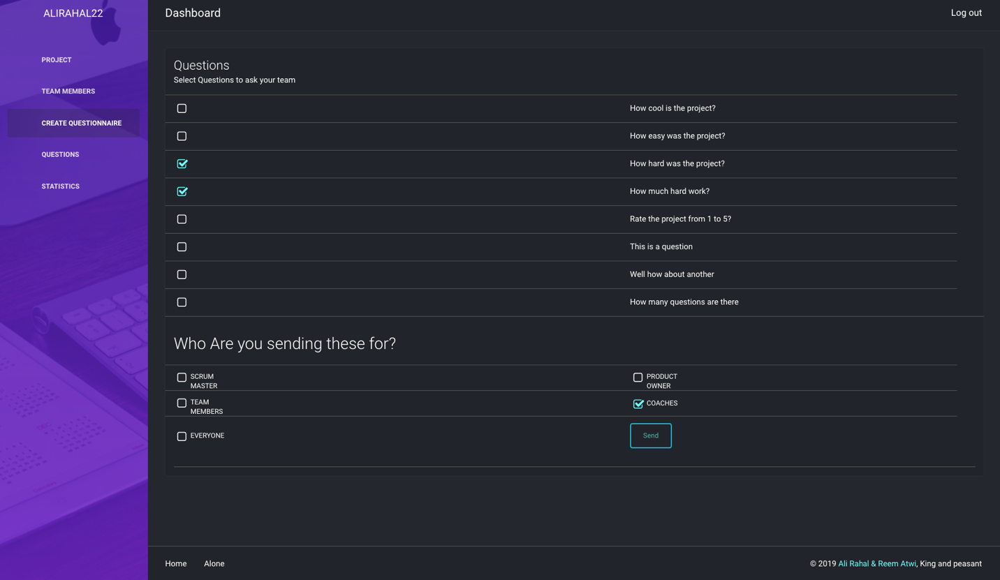 ALIRAHAL22
Dashboard
Log out
PROJECT
TEAM MEMBERS
CREATE QUESTIONNAIRE
QUESTIONS
STATISTICS
Questions
Select Questions to ask your team
How cool is the project?
How easy was the project?
How hard was the project?
How much hard work?
Rate the project from 1 to 5?
This is a question
Well how about another
How many questions are there
Who Are you sending these for?
SCRUM
MASTER
PRODUCT
OWNER
TEAM
MEMBERS
COACHES
EVERYONE
Send
Home
Alone
© 2019 Ali Rahal & Reem Atwi, King and peasant